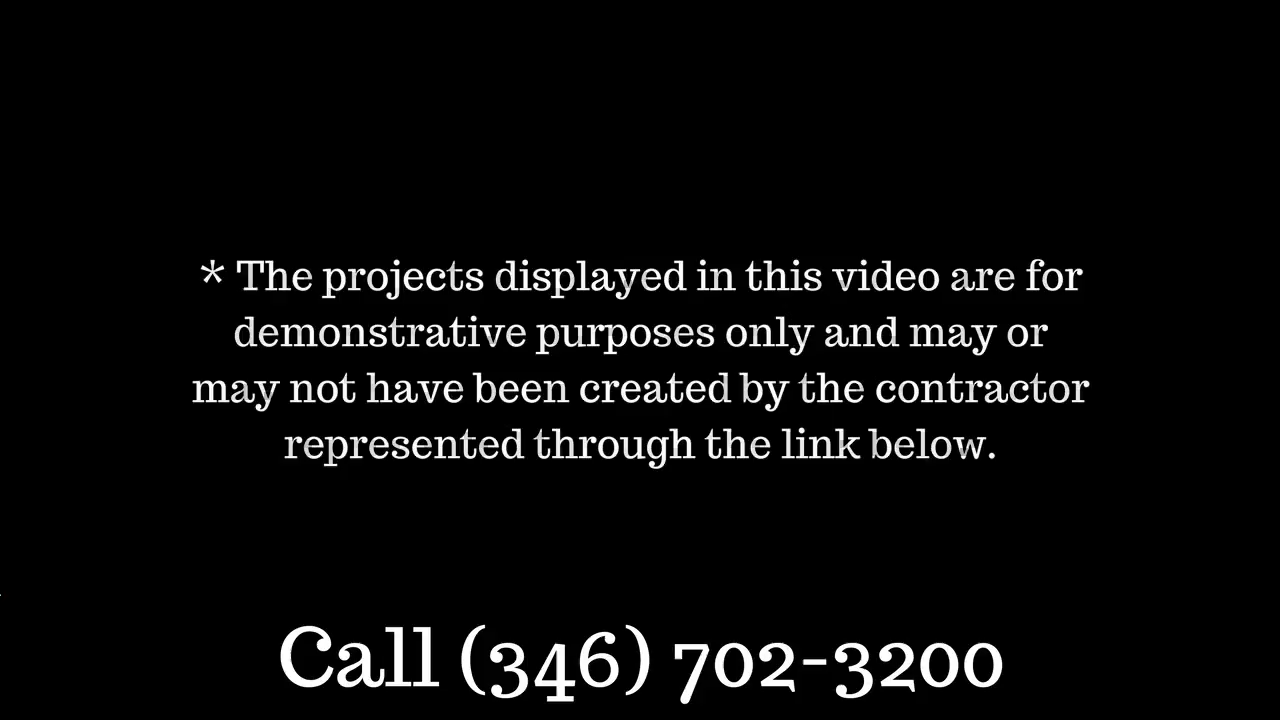 * The projects displayed in this video are for
demonstrative purposes only and may or
may not have been created by the contractor
represented through the link below.
Call (346) 702-3200